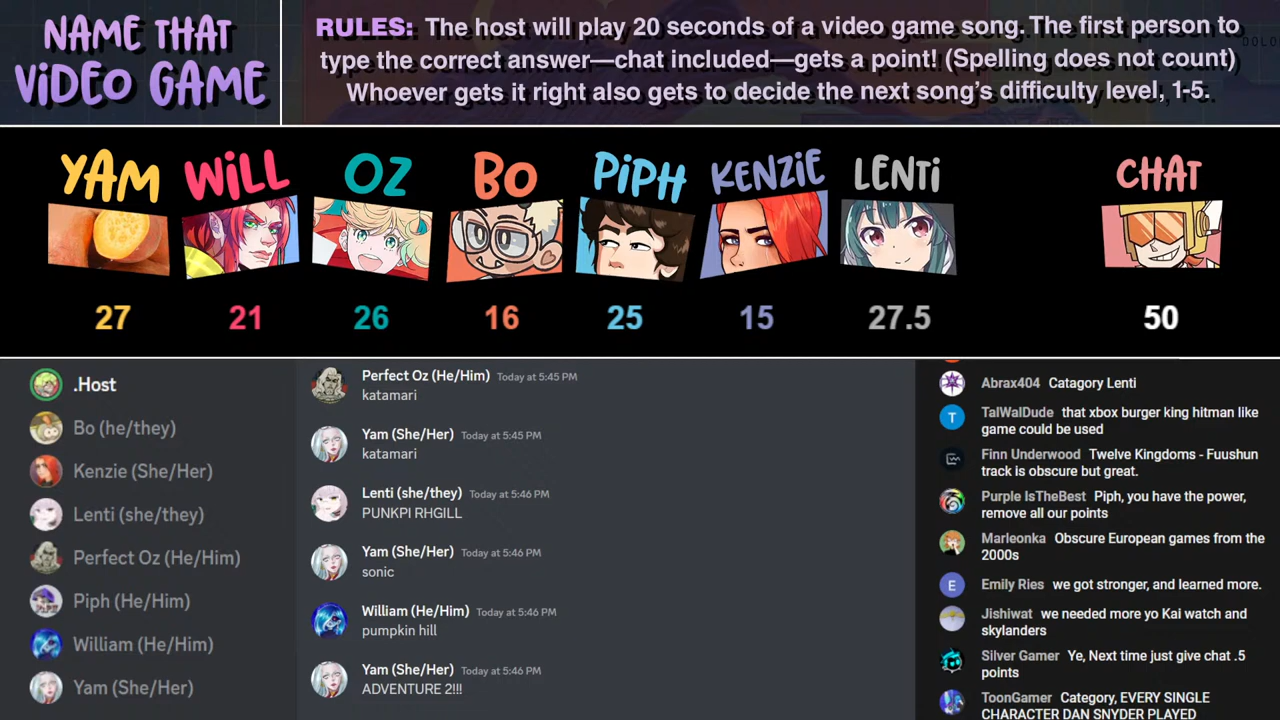 NAME THAT
VIDEO GAME
RULES: The host will play 20 seconds of a video game song. The first person to
type the correct answer—chat included—gets a point! (Spelling does not count)
Whoever gets it right also gets to decide the next song's difficulty level, 1-5.
YAM WILL OZ BO PIPH KENZIE LENTI CHAT
27 21 26 16 25 15 27.5 50
.Host
Bo (he/they)
Kenzie (She/Her)
Lenti (she/they)
Perfect Oz (He/Him)
Piph (He/Him)
William (He/Him)
Yam (She/Her)
Perfect Oz (He/Him) Today at 5:45 PM
katamari
Yam (She/Her) Today at 5:45 PM
katamari
Lenti (she/they) Today at 5:46 PM
PUNKPI RHGILL
Yam (She/Her) Today at 5:46 PM
sonic
William (He/Him) Today at 5:46 PM
pumpkin hill
Yam (She/Her) Today at 5:46 PM
ADVENTURE 2!!!
Abrax404 Catagory Lenti
TalWalDude that xbox burger king hitman like
game could be used
Finn Underwood Twelve Kingdoms - Fuushun
track is obscure but great.
Purple IsTheBest Piph, you have the power,
remove all our points
Marleonka Obscure European games from the
2000s
Emily Ries we got stronger, and learned more.
Jishiwat we needed more yo Kai watch and
skylanders
Silver Gamer Ye, Next time just give chat .5
points
ToonGamer Category, EVERY SINGLE
CHARACTER DAN SNYDER PLAYED